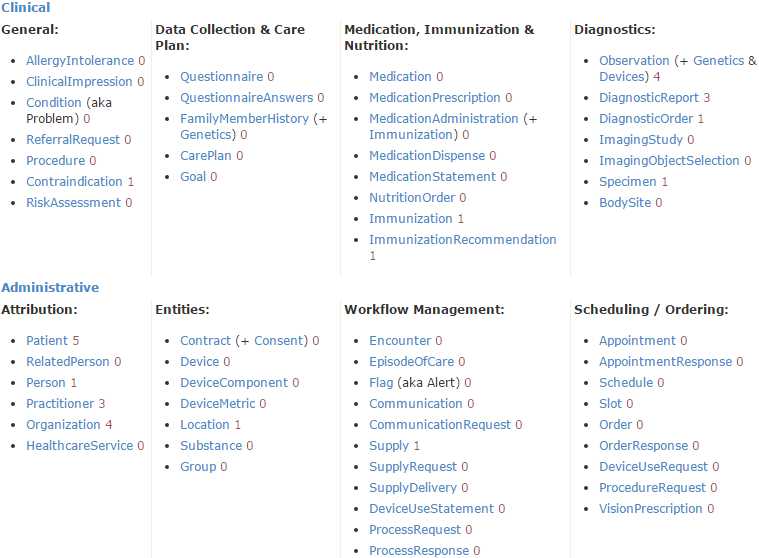 Clinical
General:
AllergyIntolerance 0
ClinicalImpression 0
Condition (aka
Problem) 0
ReferralRequest 0
Procedure 0
Contraindication 1
RiskAssessment 0
Data Collection & Care
Plan:
Questionnaire 0
QuestionnaireAnswers 0
FamilyMemberHistory (+
Genetics) 0
CarePlan 0
Goal 0
Medication, Immunization &
Nutrition:
Medication 0
MedicationPrescription 0
MedicationAdministration (+
Immunization) 0
MedicationDispense 0
MedicationStatement 0
NutritionOrder 0
Immunization 1
ImmunizationRecommendation
1
Diagnostics:
Observation (+ Genetics &
Devices) 4
DiagnosticReport 3
DiagnosticOrder 1
ImagingStudy 0
ImagingObjectSelection 0
Specimen 1
BodySite 0
Administrative
Attribution:
Patient 5
RelatedPerson 0
Person 1
Practitioner 3
Organization 4
HealthcareService 0
Entities:
Contract (+ Consent) 0
Device 0
DeviceComponent 0
DeviceMetric 0
Location 1
Substance 0
Group 0
Workflow Management:
Encounter 0
EpisodeOfCare 0
Flag (aka Alert) 0
Communication 0
CommunicationRequest 0
Supply 1
SupplyRequest 0
SupplyDelivery 0
DeviceUseStatement 0
ProcessRequest 0
ProcessResponse 0
Scheduling / Ordering:
Appointment 0
AppointmentResponse 0
Schedule 0
Slot 0
Order 0
OrderResponse 0
DeviceUseRequest 0
ProcedureRequest 0
VisionPrescription 0